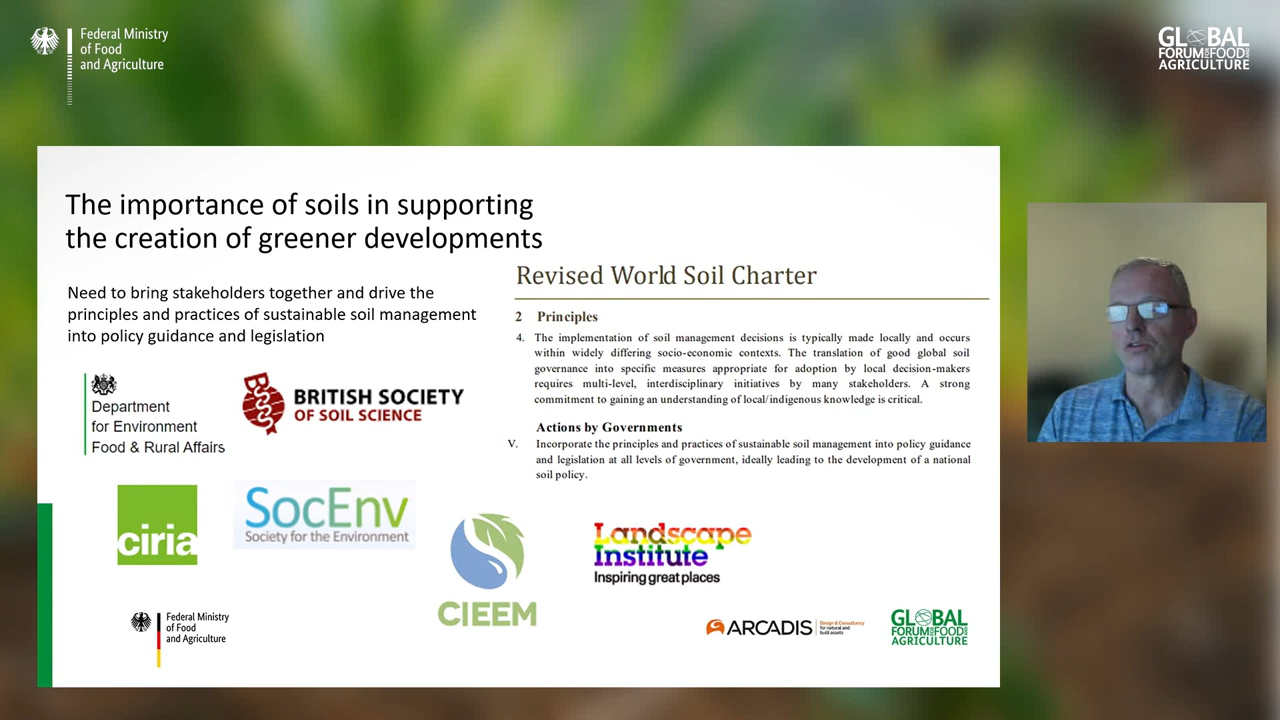 Federal Ministry
of Food
and Agriculture
GLOBAL
FORUM FOR FOOD AND
AGRICULTURE
The importance of soils in supporting
the creation of greener developments
Need to bring stakeholders together and drive the
principles and practices of sustainable soil management
into policy guidance and legislation
Revised World Soil Charter
2 Principles
4. The implementation of soil management decisions is typically made locally and occurs
within widely differing socio-economic contexts. The translation of good global soil
governance into specific measures appropriate for adoption by local decision-makers
requires multi-level, interdisciplinary initiatives by many stakeholders. A strong
commitment to gaining an understanding of local/indigenous knowledge is critical.
Actions by Governments
V. Incorporate the principles and practices of sustainable soil management into policy guidance
and legislation at all levels of government, ideally leading to the development of a national
soil policy.
Department
for Environment
Food & Rural Affairs
BRITISH SOCIETY
OF SOIL SCIENCE
ciria
SocEnv
Society for the Environment
CIEEM
Landscape
Institute
Inspiring great places
Federal Ministry
of Food
and Agriculture
ARCADIS
Design & Consultancy
for natural and
built assets
GLOBAL
FORUM FOR FOOD AND
AGRICULTURE